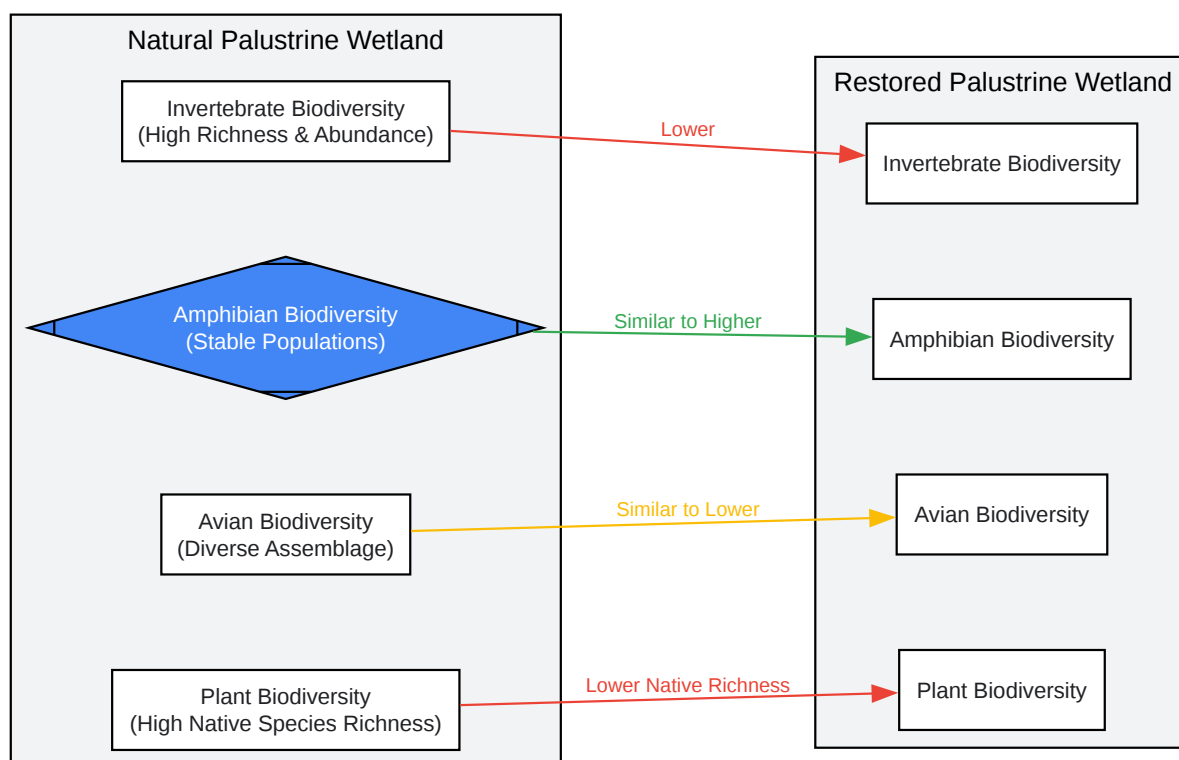 Natural Palustrine Wetland
Invertebrate Biodiversity
(High Richness & Abundance)
Amphibian Biodiversity
(Stable Populations)
Avian Biodiversity
(Diverse Assemblage)
Plant Biodiversity
(High Native Species Richness)
Lower
Similar to Higher
Similar to Lower
Lower Native Richness
Restored Palustrine Wetland
Invertebrate Biodiversity
Amphibian Biodiversity
Avian Biodiversity
Plant Biodiversity